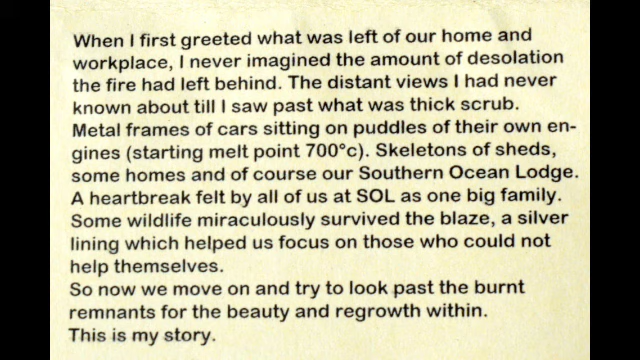 When I first greeted what was left of our home and
workplace, I never imagined the amount of desolation
the fire had left behind. The distant views I had never
known about till I saw past what was thick scrub.
Metal frames of cars sitting on puddles of their own en-
gines (starting melt point 700°c). Skeletons of sheds,
some homes and of course our Southern Ocean Lodge.
A heartbreak felt by all of us at SOL as one big family.
Some wildlife miraculously survived the blaze, a silver
lining which helped us focus on those who could not
help themselves.
So now we move on and try to look past the burnt
remnants for the beauty and regrowth within.
This is my story.